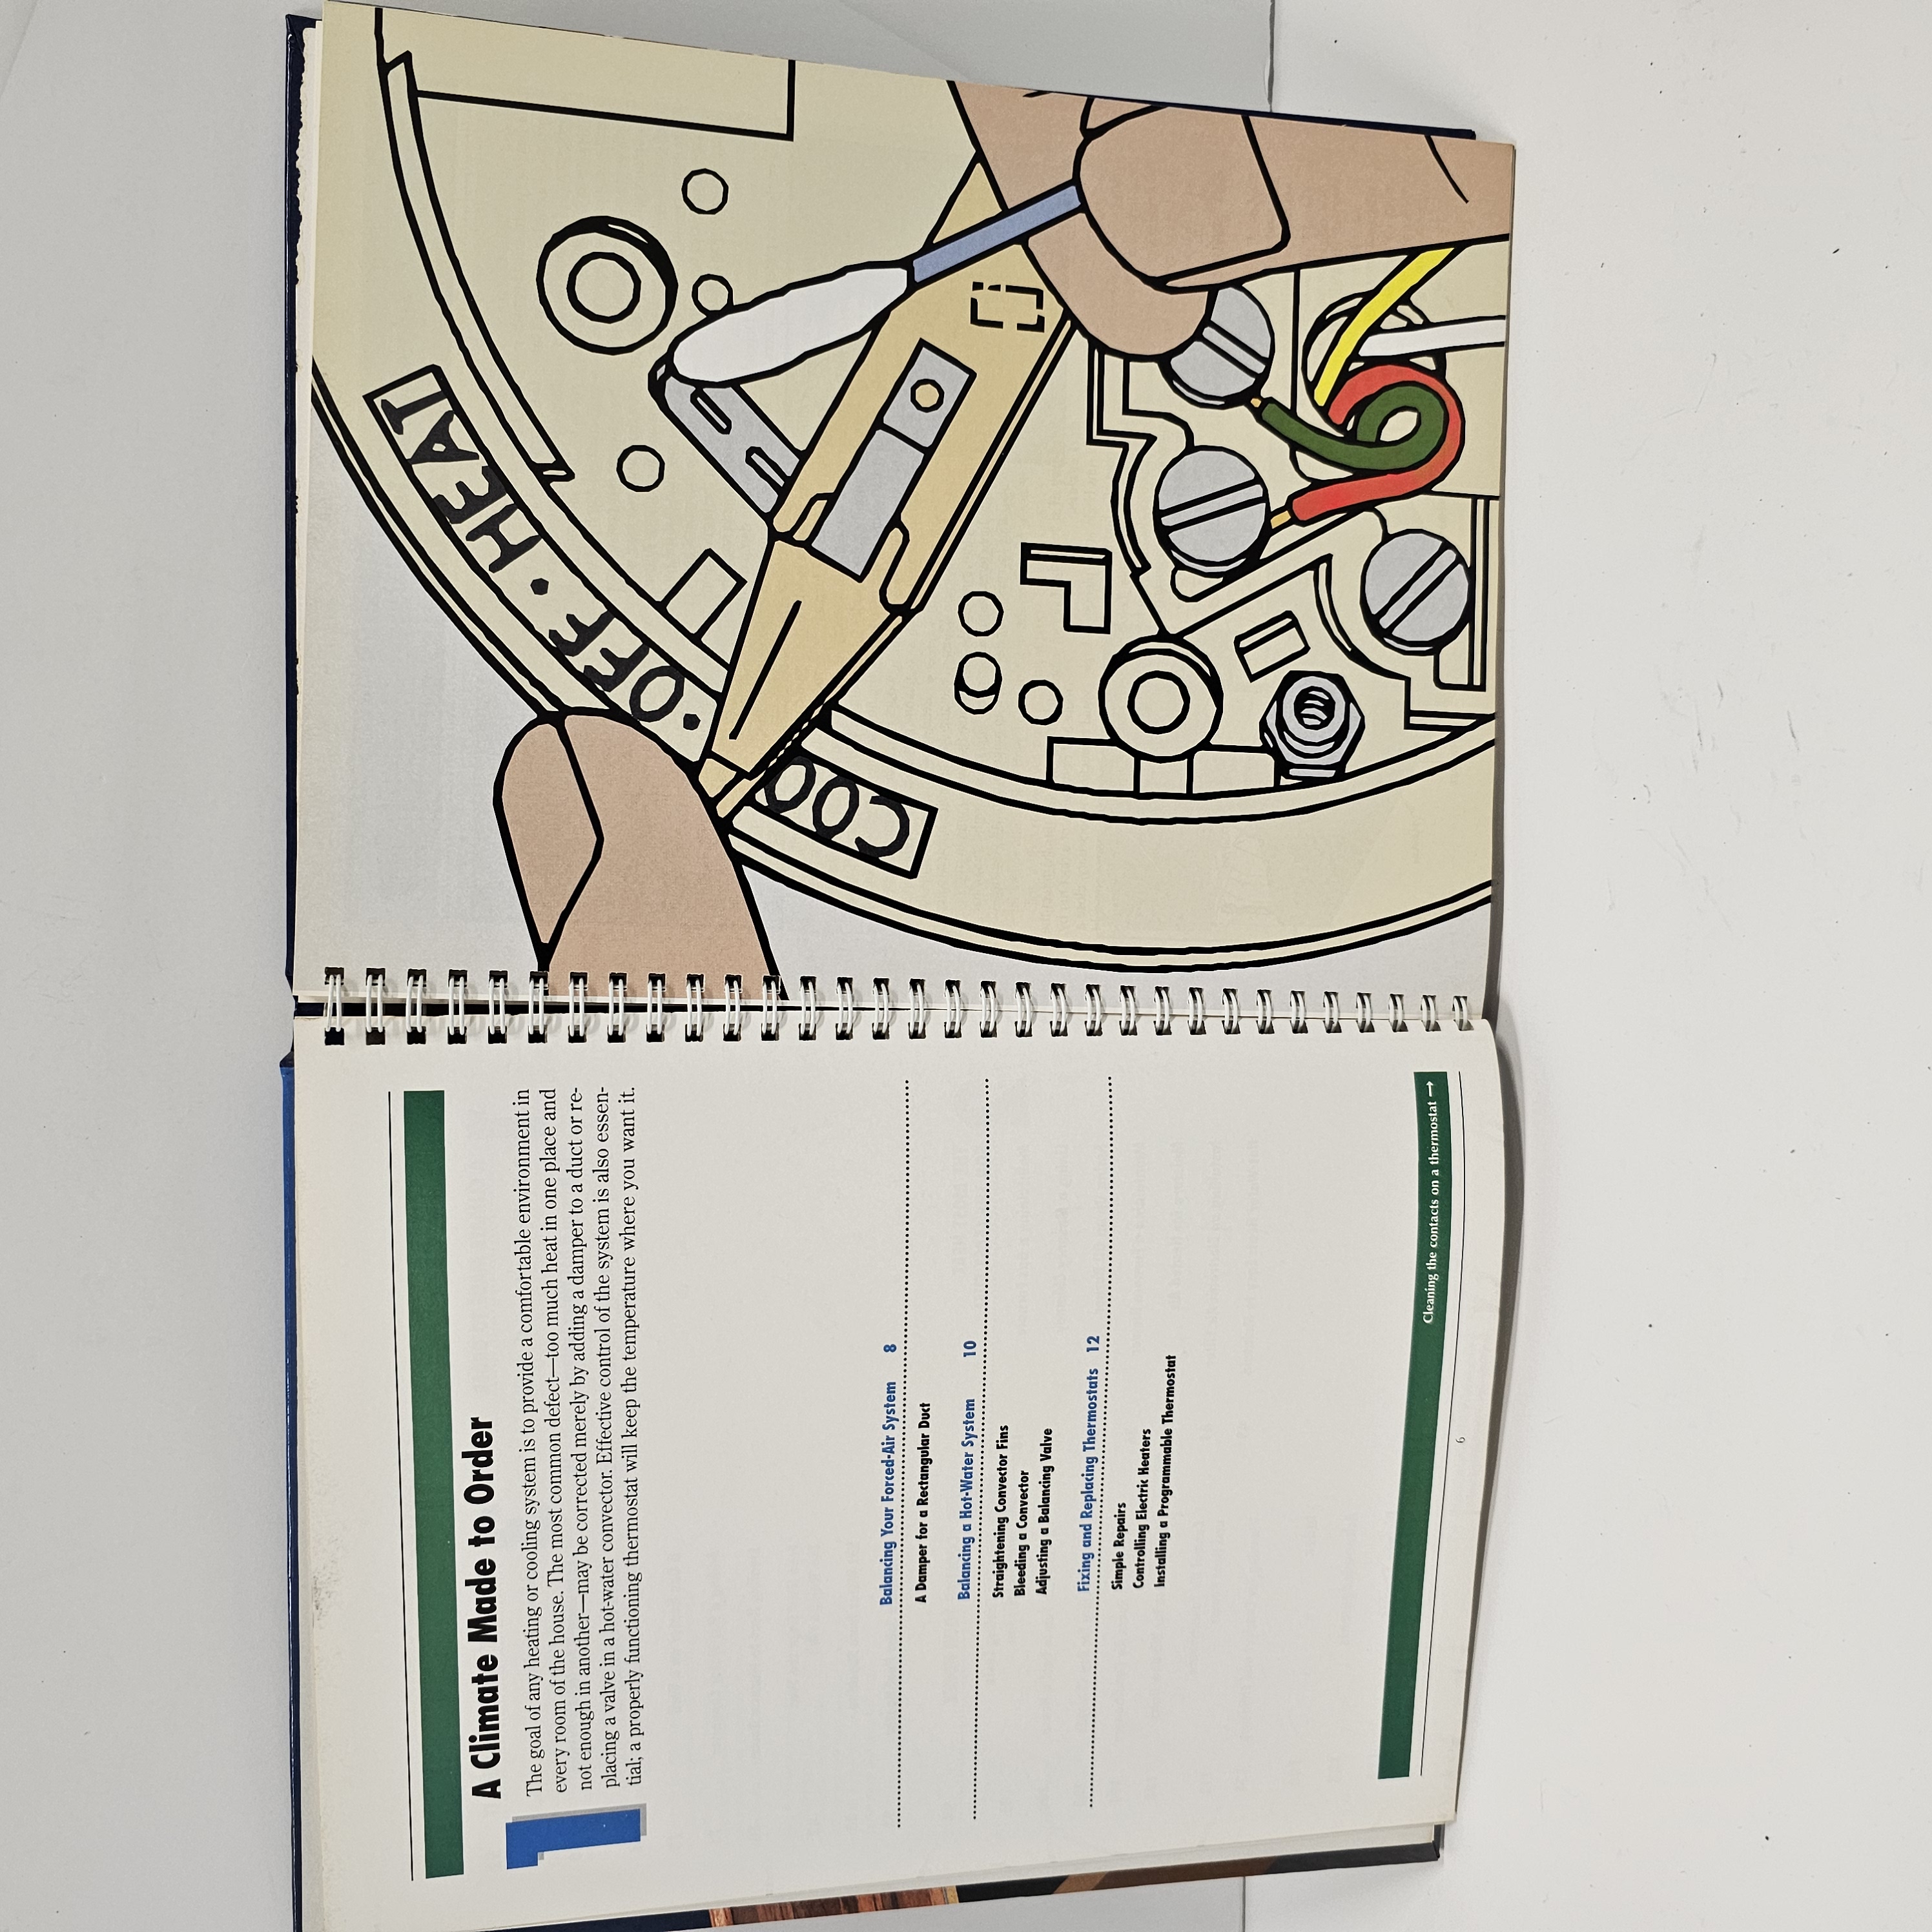 A Climate Made to Order
1
The goal of any heating or cooling system is to provide a comfortable environment in
every room of the house. The most common defect—too much heat in one place and
not enough in another—may be corrected merely by adding a damper to a duct or re-
placing a valve in a hot-water convector. Effective control of the system is also essen-
tial; a properly functioning thermostat will keep the temperature where you want it.
Balancing Your Forced-Air System 8
A Damper for a Rectangular Duct
Balancing a Hot-Water System 10
Straightening Convector Fins
Bleeding a Convector
Adjusting a Balancing Valve
Fixing and Replacing Thermostats 12
Simple Repairs
Controlling Electric Heaters
Installing a Programmable Thermostat
Cleaning the contacts on a thermostat →
6
COO
• OFF • HEAT